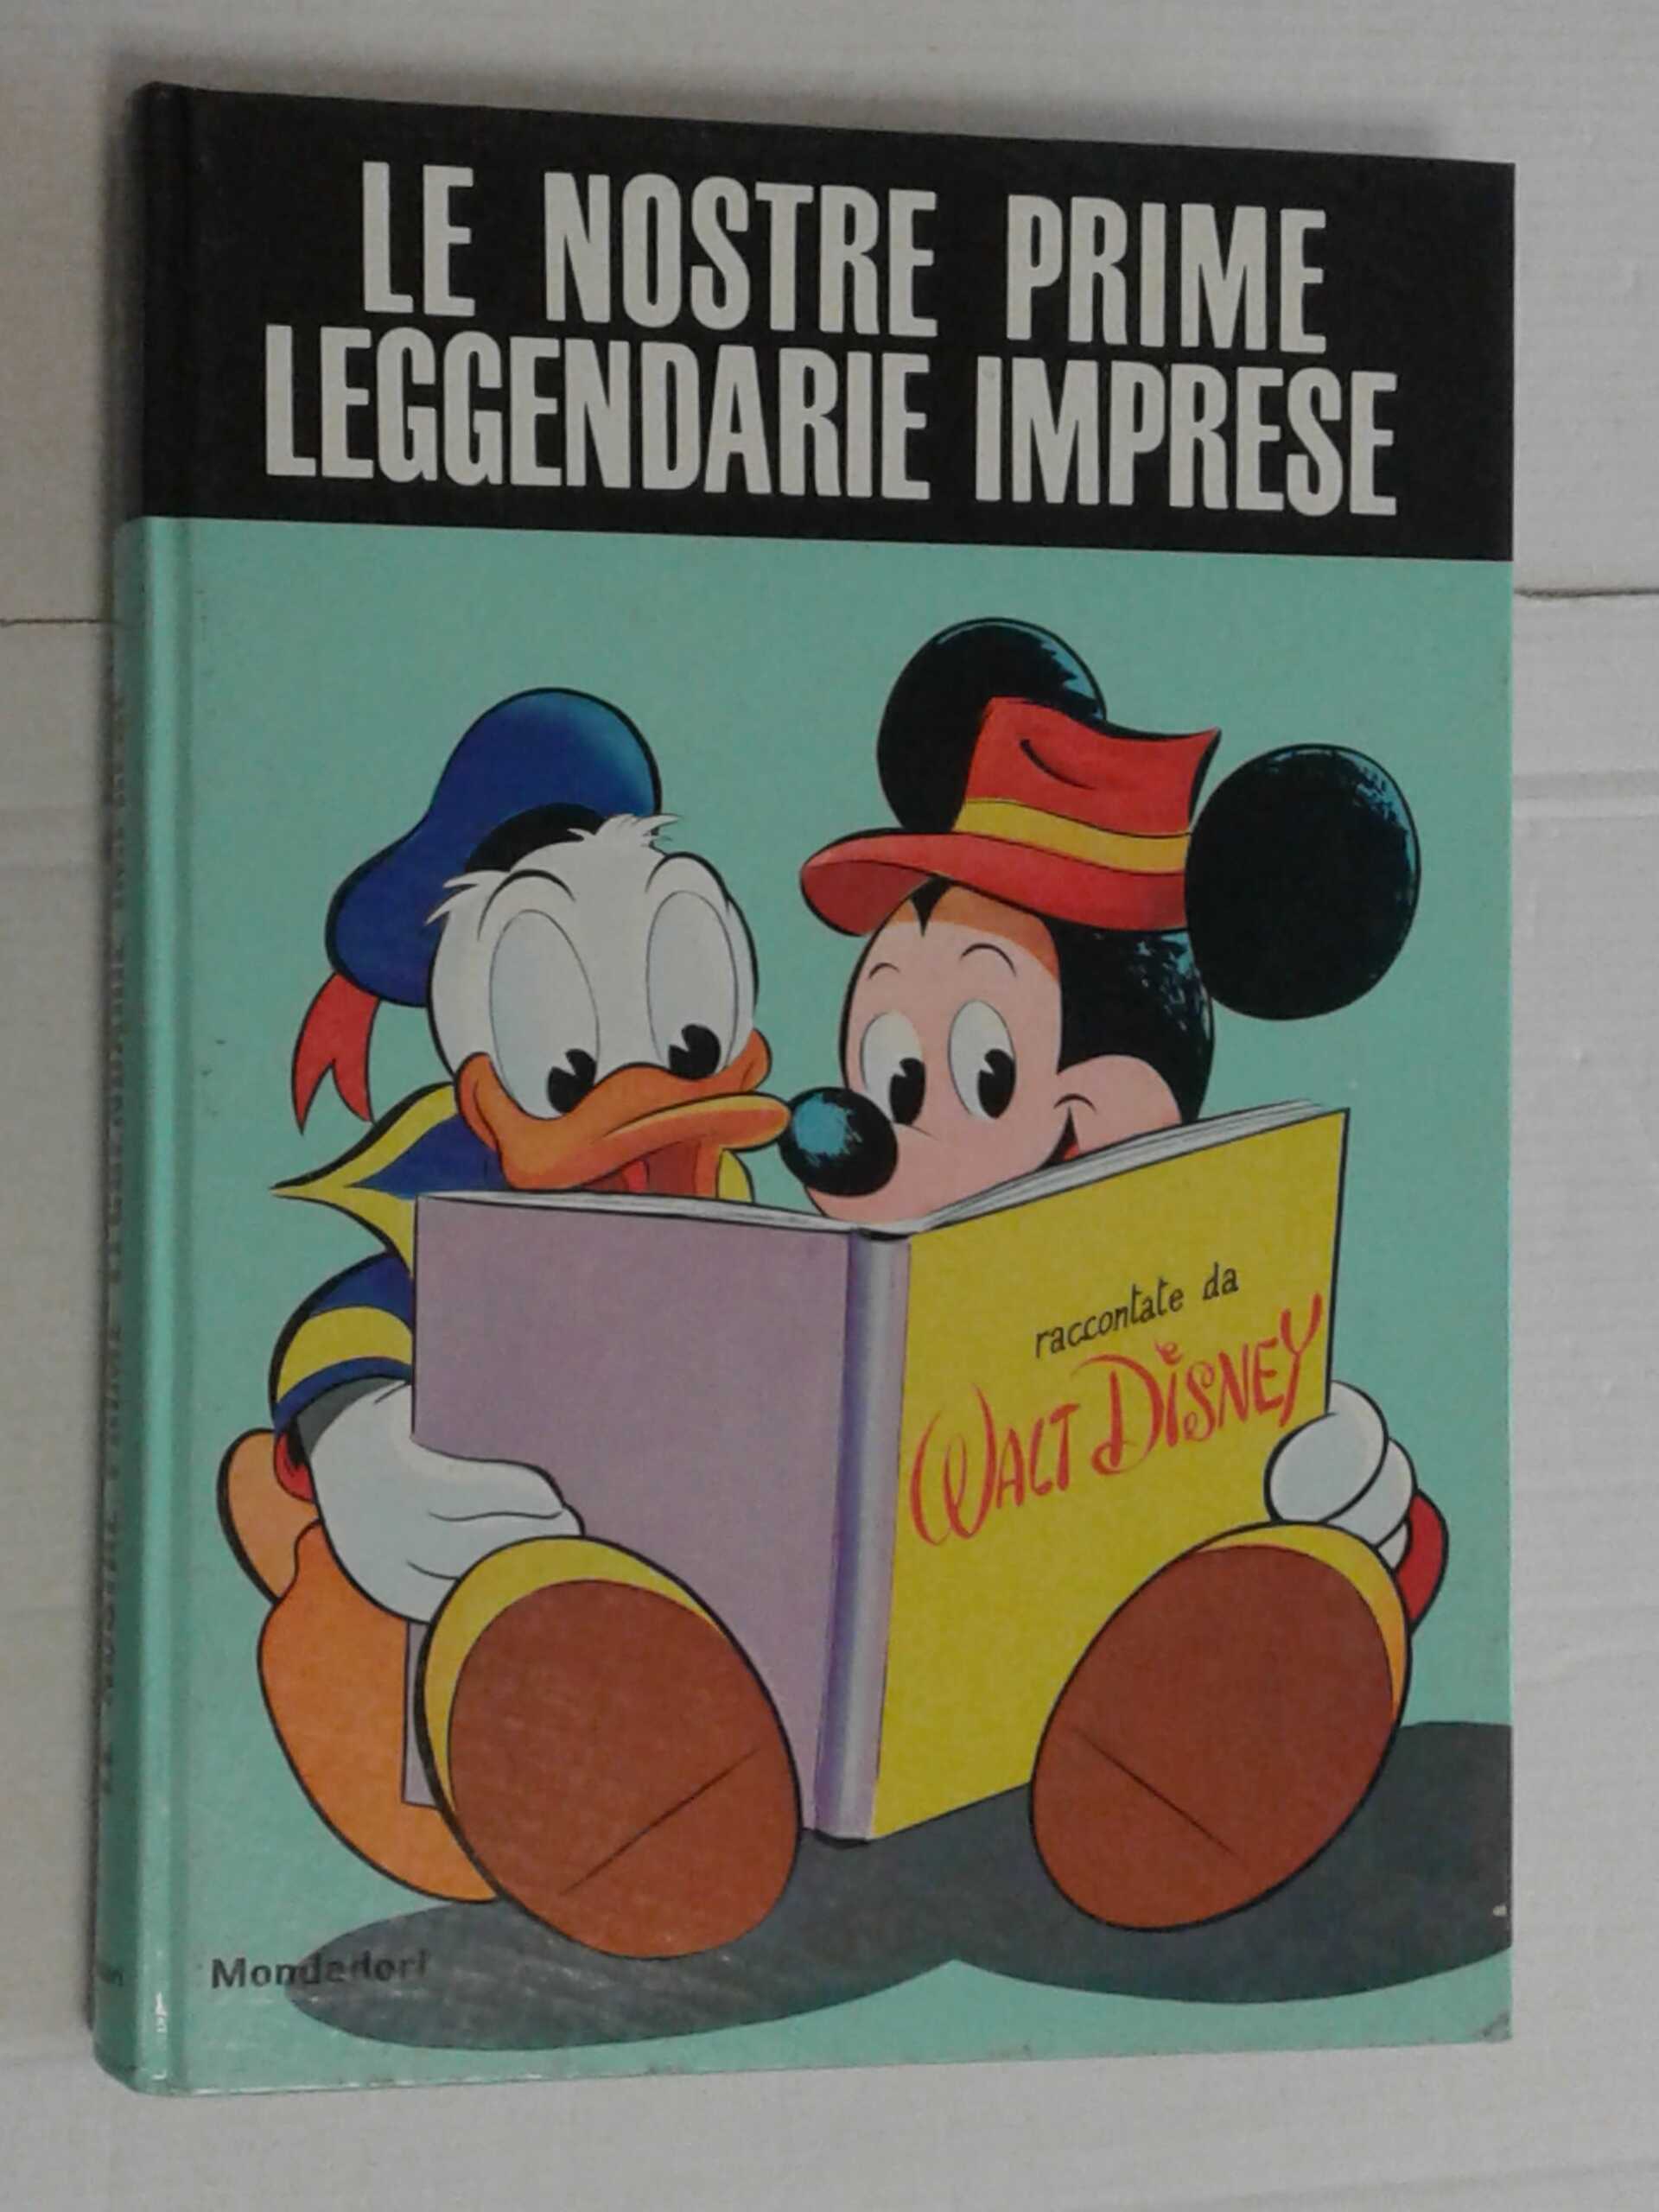 LE NOSTRE PRIME
LEGGENDARIE IMPRESE
raccontate da
WALT DISNEY
Mondadori